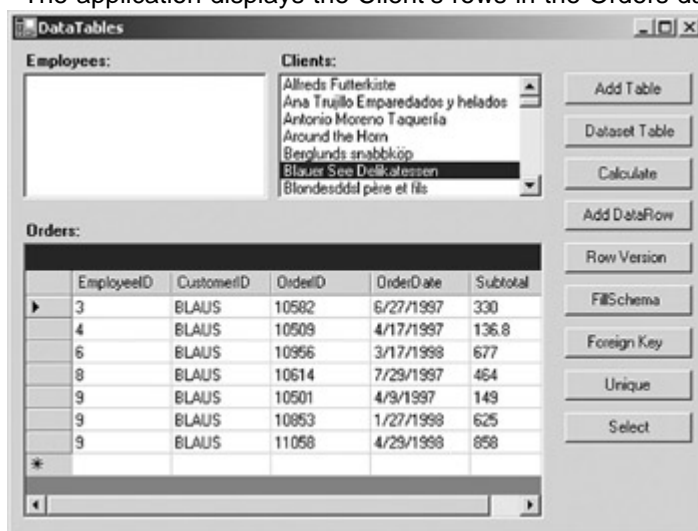 The application displays the Client's rows in the Orders da
DataTables
Employees:
Clients:
Alfreds Futterkiste
Ana Trujillo Emparedados y helados
Antonio Moreno Taquería
Around the Horn
Berglunds snabbköp
Blauer See Delikatessen
Blondesddsl père et fils
Add Table
Dataset Table
Calculate
Add DataRow
Row Version
FillSchema
Foreign Key
Unique
Select
Orders:
EmployeeID CustomerID OrderID OrderDate Subtotal
3 BLAUS 10582 6/27/1997 330
4 BLAUS 10509 4/17/1997 136.8
6 BLAUS 10956 3/17/1998 677
8 BLAUS 10614 7/29/1997 464
9 BLAUS 10501 4/9/1997 149
9 BLAUS 10853 1/27/1998 625
9 BLAUS 11058 4/29/1998 858